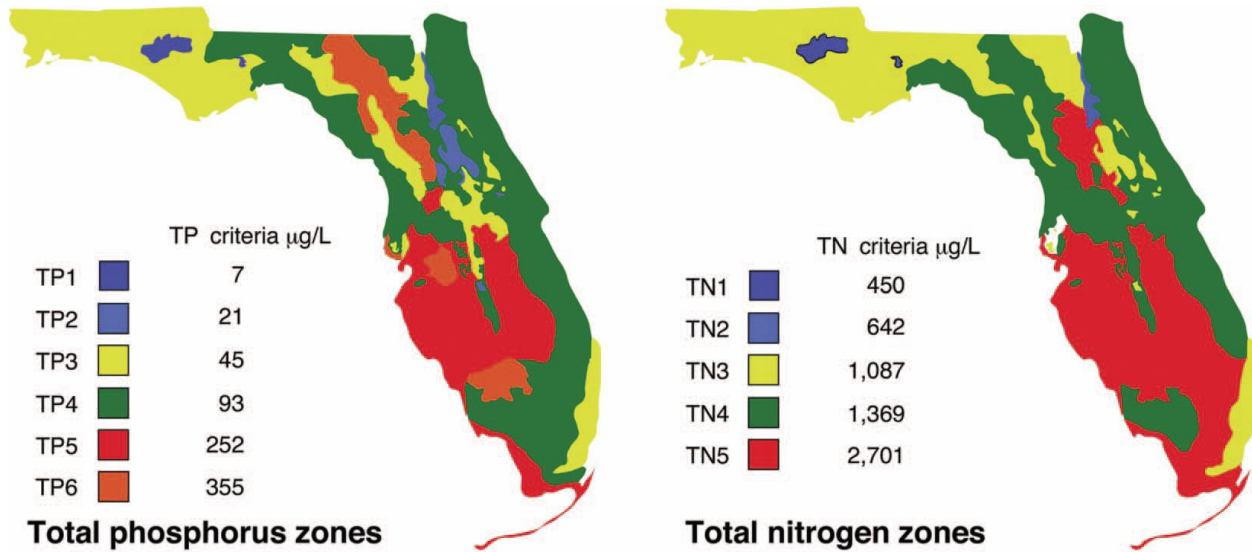 TP criteria μg/L
TP1 7
TP2 21
TP3 45
TP4 93
TP5 252
TP6 355
Total phosphorus zones
TN criteria μg/L
TN1 450
TN2 642
TN3 1,087
TN4 1,369
TN5 2,701
Total nitrogen zones